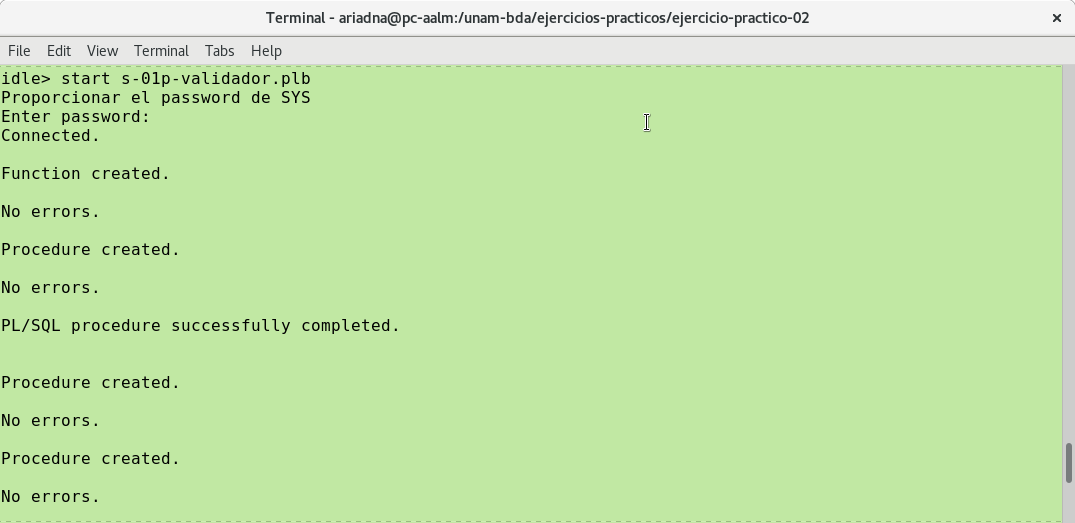 Terminal - ariadna@pc-aalm:/unam-bda/ejercicios-practicos/ejercicio-practico-02
File Edit View Terminal Tabs Help
idle> start s-01p-validador.plb
Proporcionar el password de SYS
Enter password:
Connected.
Function created.
No errors.
Procedure created.
No errors.
PL/SQL procedure successfully completed.
Procedure created.
No errors.
Procedure created.
No errors.